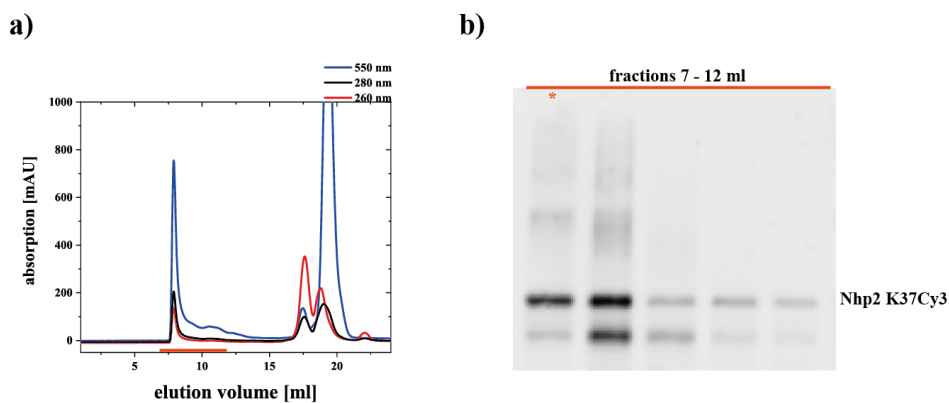 a)
550 nm
280 nm
260 nm
1000
800
600
400
200
0
absorption [mAU]
5
10
15
20
elution volume [ml]
b)
fractions 7 - 12 ml
*
Nhp2 K37Cy3